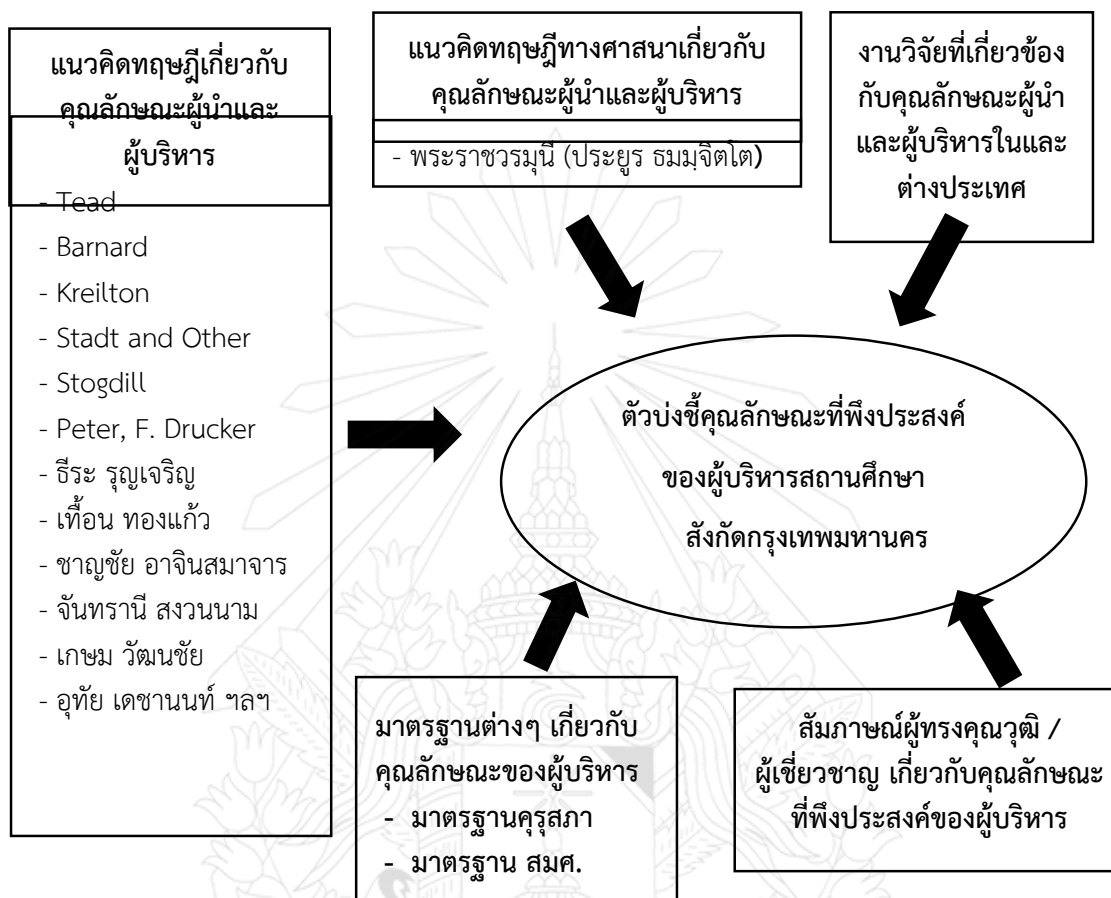 แนวคิดทฤษฎีเกี่ยวกับ
คุณลักษณะผู้นำและ
ผู้บริหาร
- Tead
- Barnard
- Kreilton
- Stadt and Other
- Stogdill
- Peter, F. Drucker
- ธีระ รุญเจริญ
- เทื้อน ทองแก้ว
- ชาญชัย อาจินสมาจาร
- จันทรานี สงวนนาม
- เกษม วัฒนชัย
- อุทัย เดชานนท์ ฯลฯ
แนวคิดทฤษฎีทางศาสนาเกี่ยวกับ
คุณลักษณะผู้นำและผู้บริหาร
- พระราชวรมุนี (ประยูร ธมมฺจิตโต)
งานวิจัยที่เกี่ยวข้อง
กับคุณลักษณะผู้นำ
และผู้บริหารในและ
ต่างประเทศ
ตัวบ่งชี้คุณลักษณะที่พึงประสงค์
ของผู้บริหารสถานศึกษา
สังกัดกรุงเทพมหานคร
มาตรฐานต่างๆ เกี่ยวกับ
คุณลักษณะของผู้บริหาร
- มาตรฐานคุรุสภา
- มาตรฐาน สมศ.
สัมภาษณ์ผู้ทรงคุณวุฒิ /
ผู้เชี่ยวชาญ เกี่ยวกับคุณลักษณะ
ที่พึงประสงค์ของผู้บริหาร